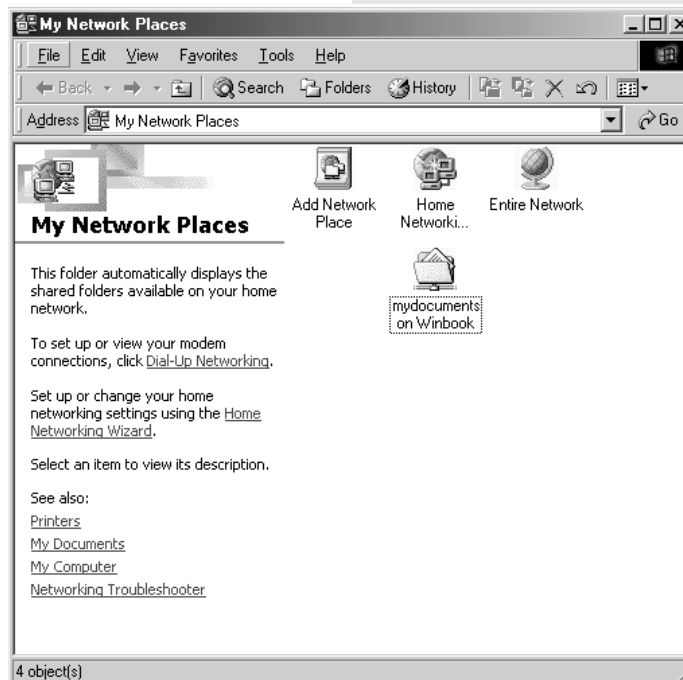 My Network Places
File Edit View Favorites Tools Help
Back Search Folders History
Address My Network Places Go
My Network Places
This folder automatically displays the
shared folders available on your home
network.
To set up or view your modem
connections, click Dial-Up Networking.
Set up or change your home
networking settings using the Home
Networking Wizard.
Select an item to view its description.
See also:
Printers
My Documents
My Computer
Networking Troubleshooter
Add Network
Place
Home
Networki...
Entire Network
mydocuments
on Winbook
4 object(s)